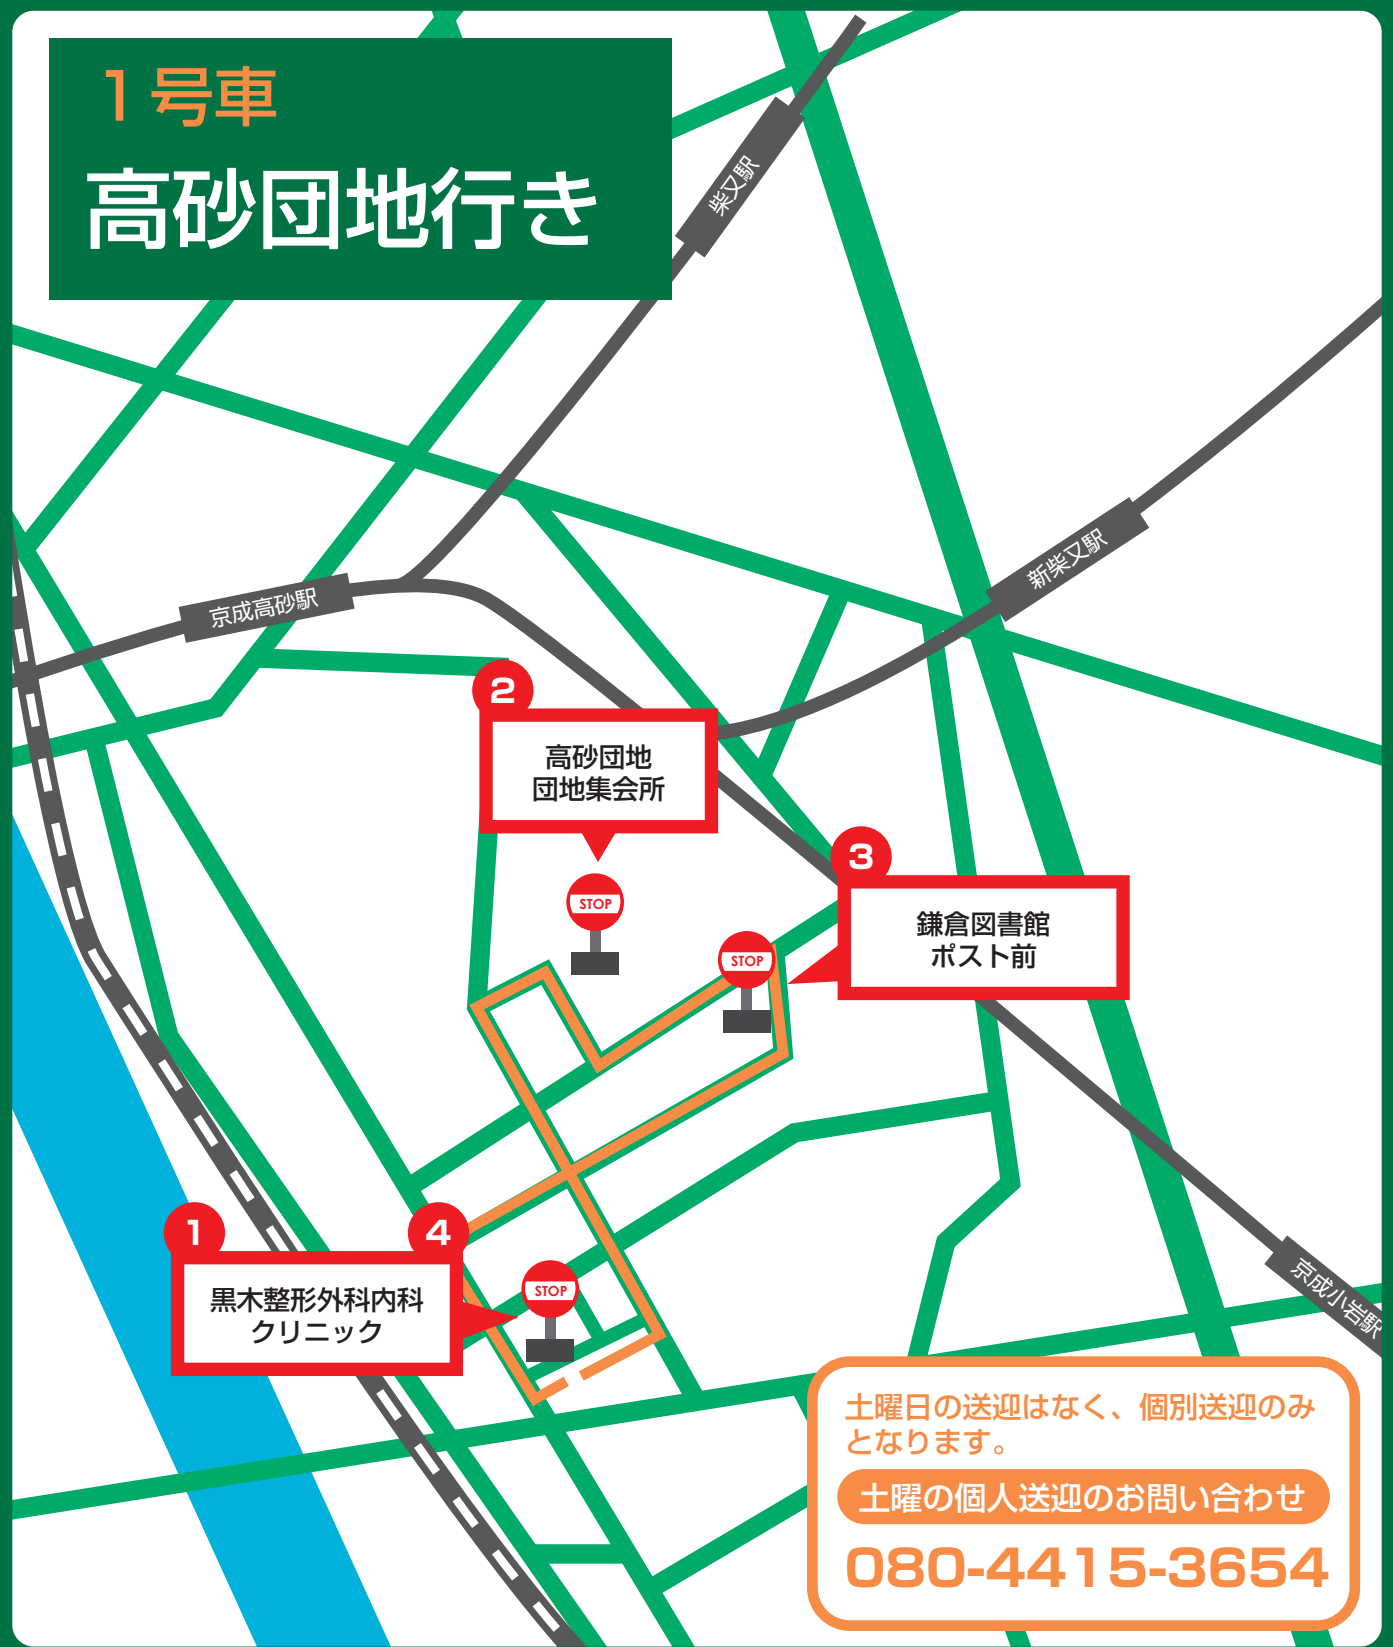 1号車
高砂団地行き
柴又駅
新柴又駅
京成高砂駅
2
高砂団地
団地集会所
STOP
3
鎌倉図書館
ポスト前
STOP
1
4
黒木整形外科内科
クリニック
STOP
京成小岩駅
土曜日の送迎はなく、個別送迎のみ
となります。
土曜の個人送迎のお問い合わせ
080-4415-3654